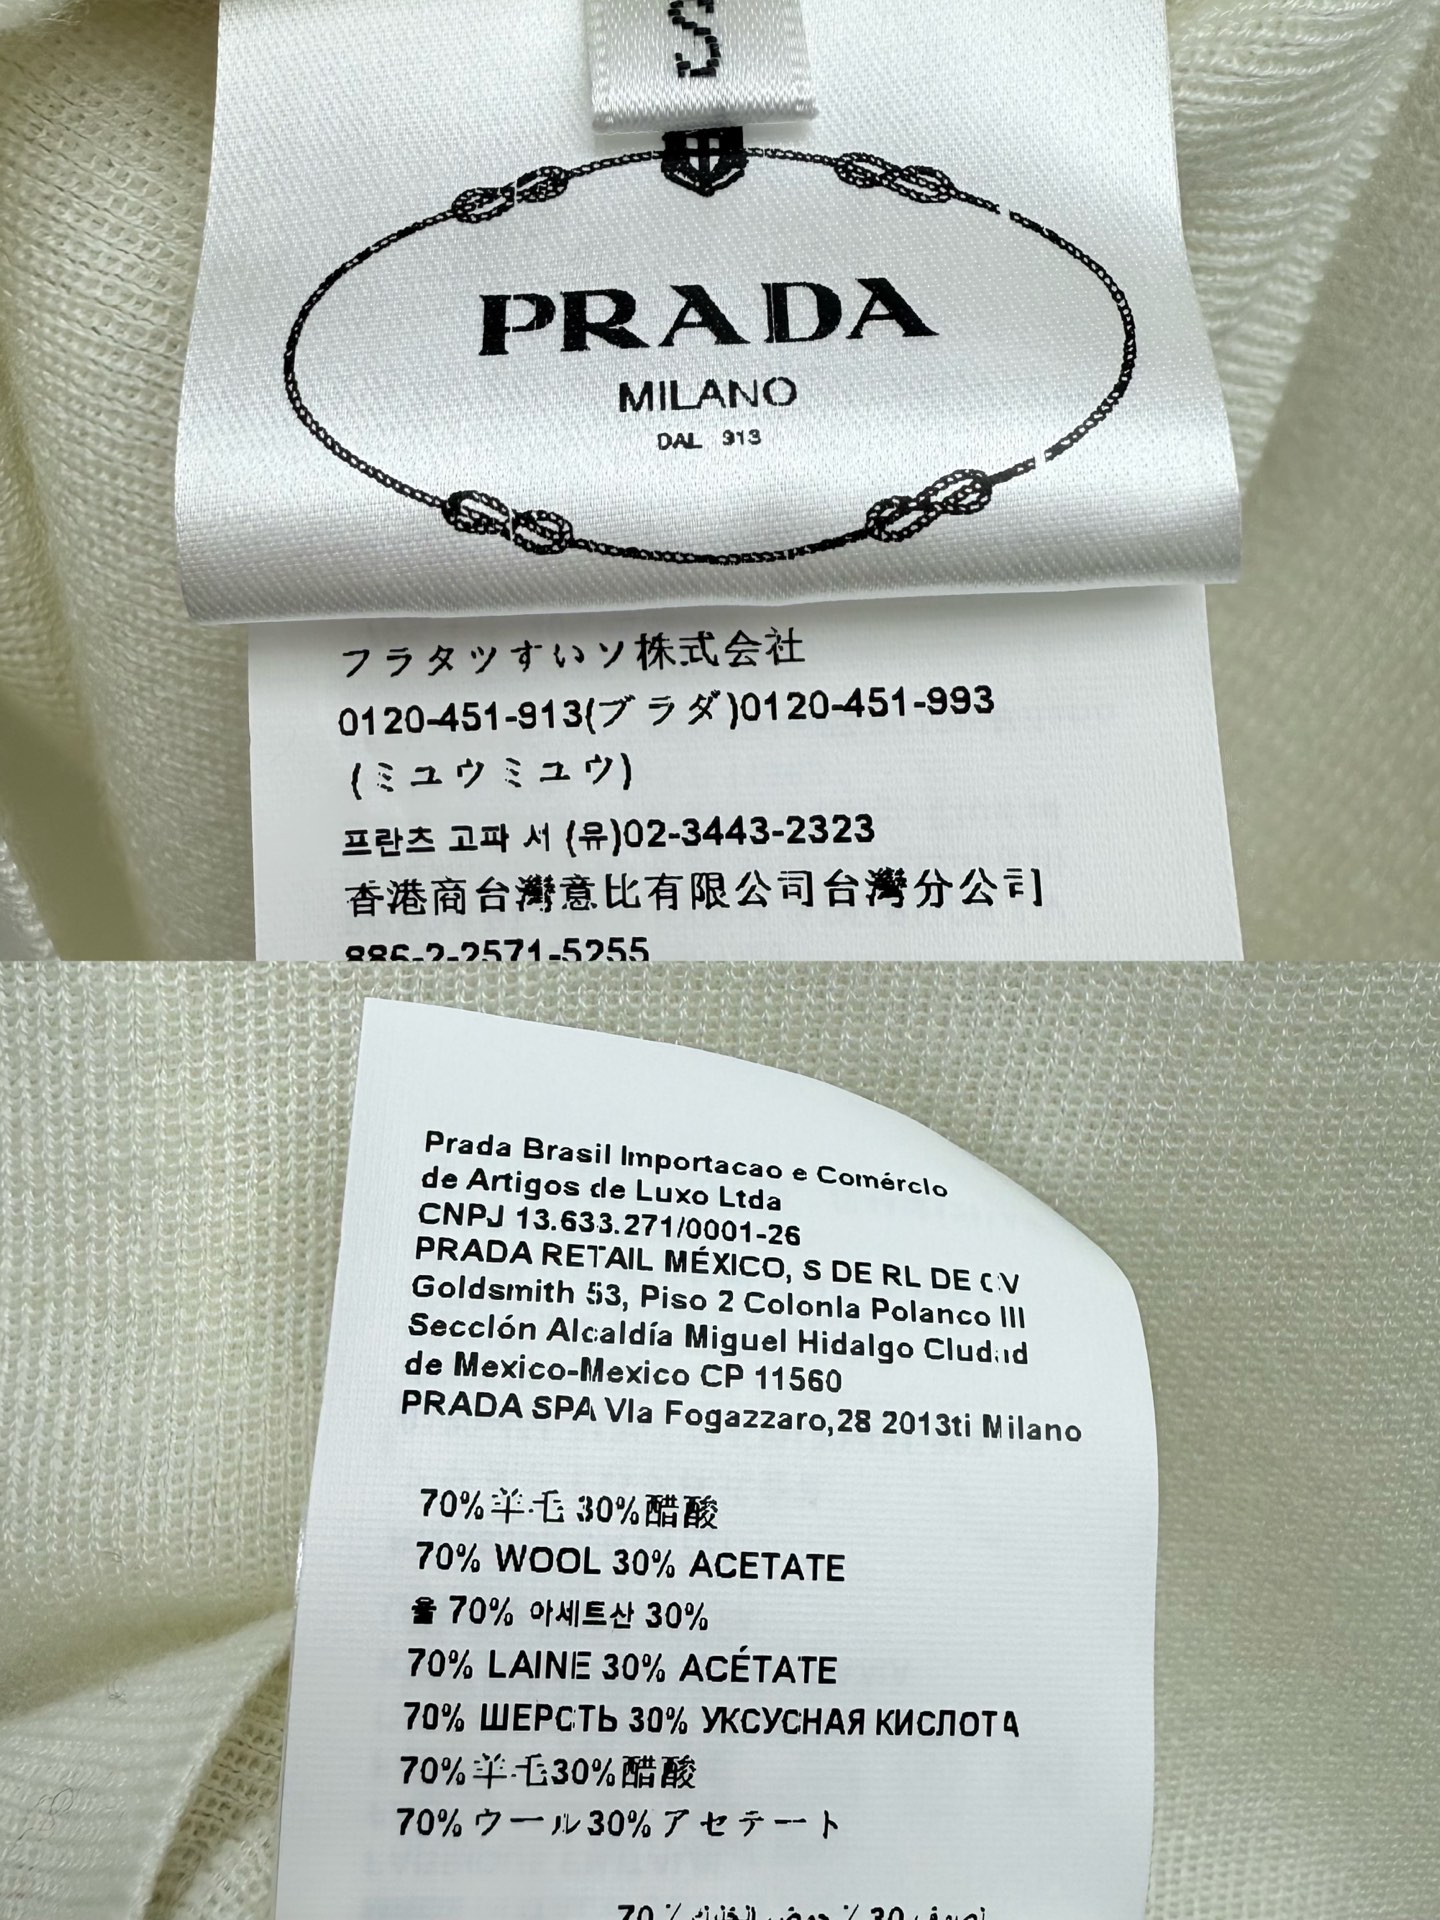 S
PRADA
MILANO
DAL 913
フラタツすいソ株式会社
0120-451-913(ブラダ)0120-451-993
(ミユウミユウ)
프란츠 고파 서 (유)02-3443-2323
香港商台灣意比有限公司台灣分公司
886-2-2571-5255
Prada Brasil Importacao e Comérclo
de Artigos de Luxo Ltda
CNPJ 13.633.271/0001-26
PRADA RETAIL MÉXICO, S DE RL DE CV
Goldsmith 53, Piso 2 Colonla Polanco III
Secclón Alcaldía Miguel Hidalgo Cludad
de Mexico-Mexico CP 11560
PRADA SPA Vla Fogazzaro,28 2013ti Milano
70%羊毛 30%醋酸
70% WOOL 30% ACETATE
울 70% 아세트산 30%
70% LAINE 30% ACÉTATE
70% ШЕРСТЬ 30% УКСУСНАЯ КИСЛОТА
70%羊毛30%醋酸
70%ウール30%アセテート